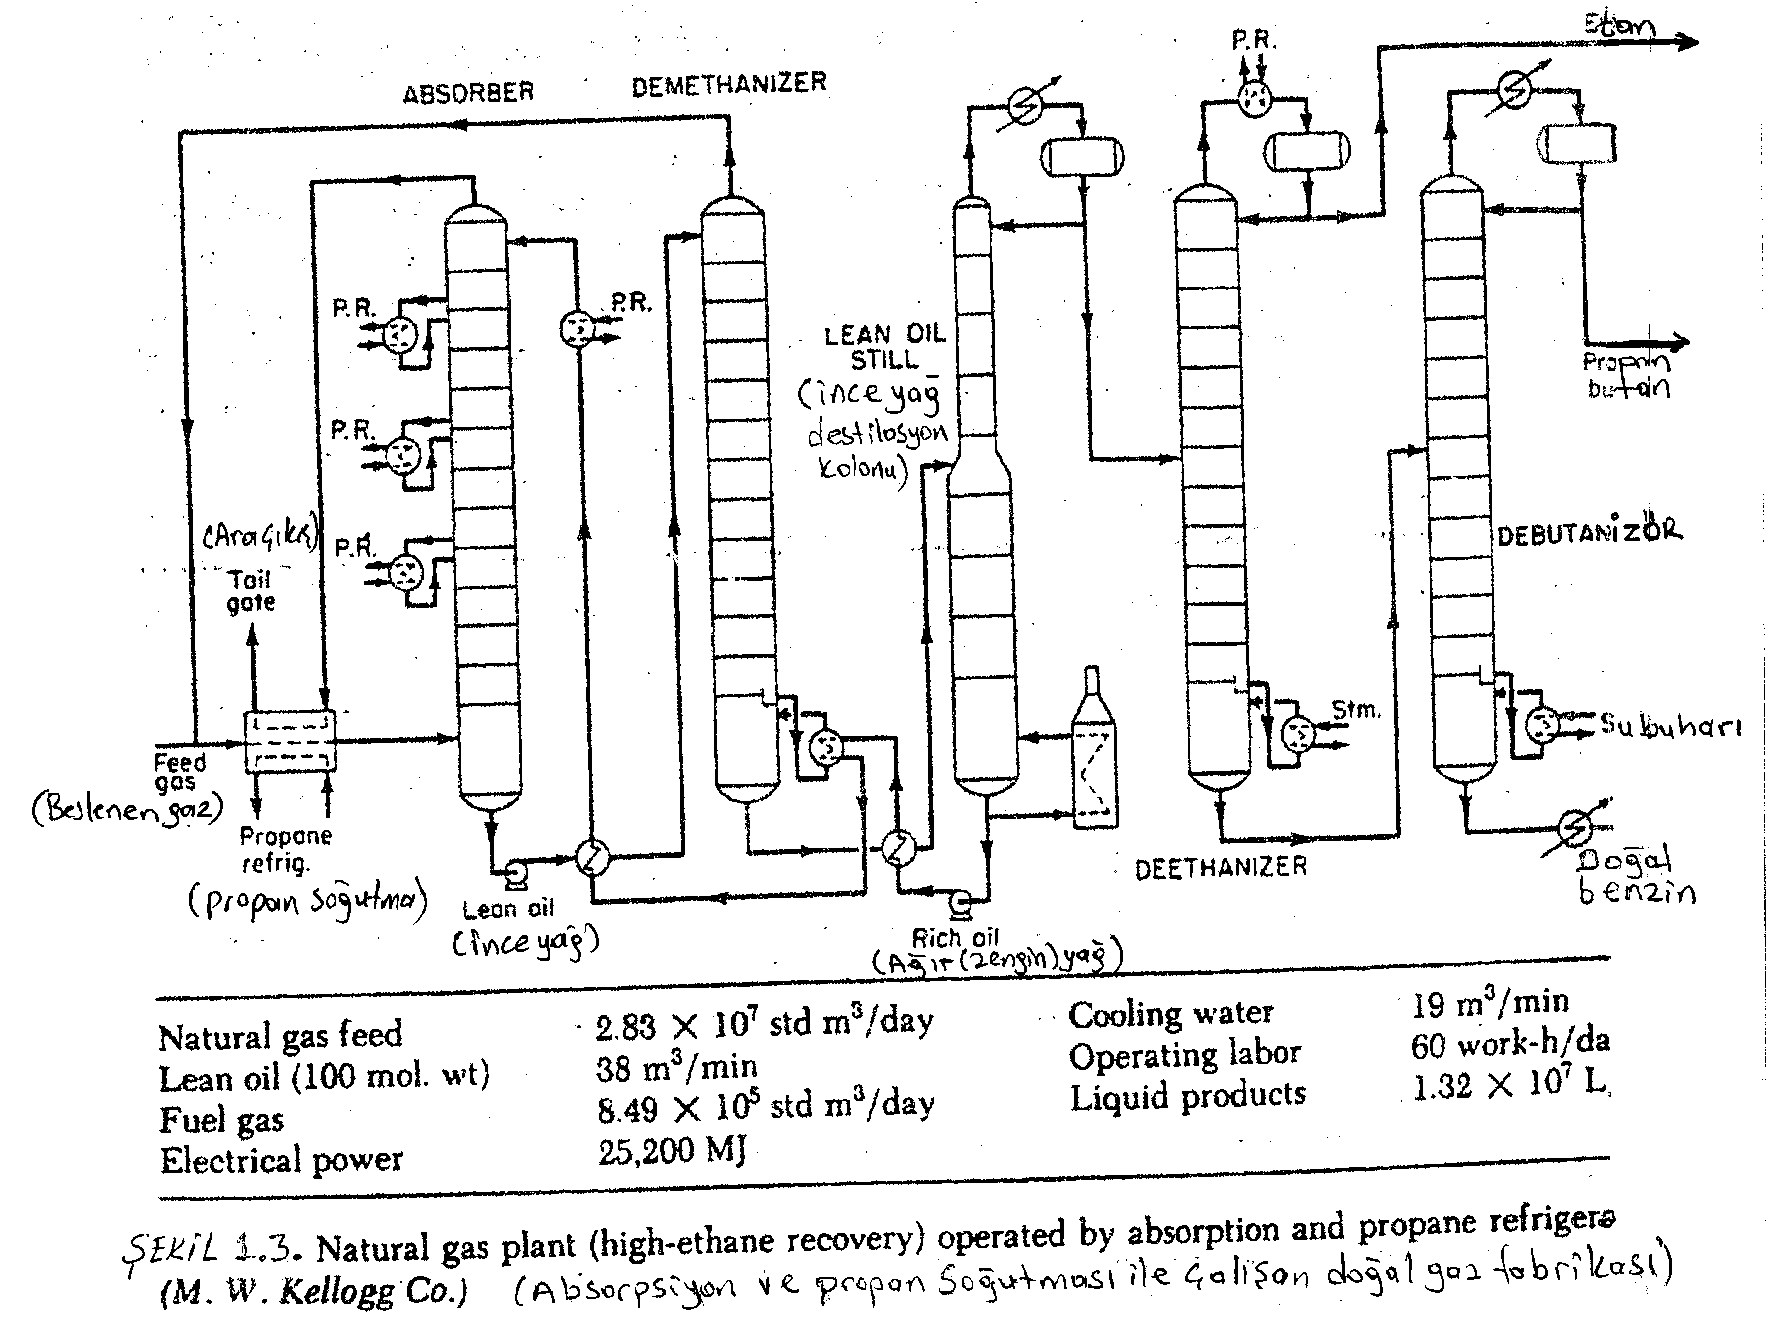 Etan
P.R.
DEMETHANIZER
ABSORBER
P.R.
P.R.
LEAN OIL
STILL
(ince yağ
destilasyon
kolonu)
Propan
butan
P.R.
(Ara çıkış)
P.R.
Tail
gate
DEBUTANİZÖR
Stm.
Su buharı
Feed
gas
(Beslenen gaz)
Propane
refrig.
(propan soğutma)
Lean oil
(ince yağ)
Rich oil
(Ağır (zengin) yağ)
DEETHANIZER
Doğal
benzin
Natural gas feed 2.83 × 10⁷ std m³/day Cooling water 19 m³/min
Lean oil (100 mol. wt) 38 m³/min Operating labor 60 work-h/da
Fuel gas 8.49 × 10⁵ std m³/day Liquid products 1.32 × 10⁷ L
Electrical power 25,200 MJ
ŞEKİL 1.3. Natural gas plant (high-ethane recovery) operated by absorption and propane refrigera
(M. W. Kellogg Co.) (Absorpsiyon ve propan soğutması ile çalışan doğal gaz fabrikası)